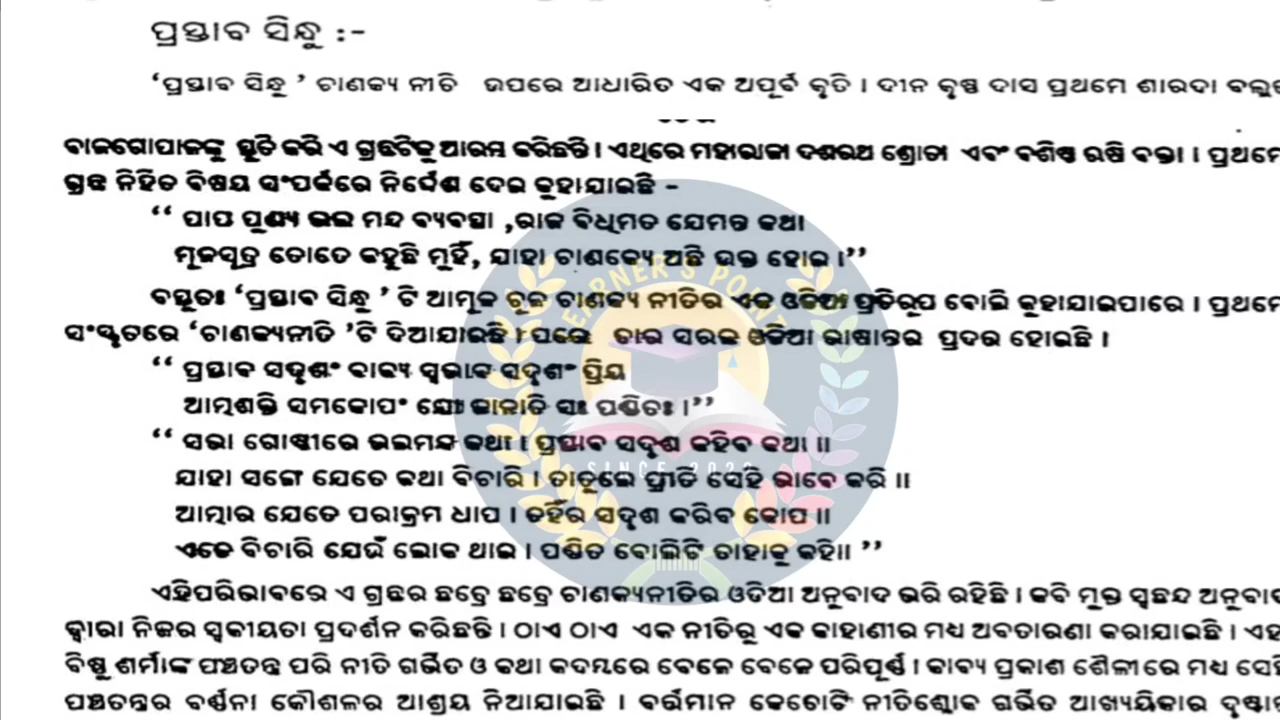 ପ୍ରସ୍ତାବ ସିନ୍ଧୁ :-
‘ପ୍ରସ୍ତାବ ସିନ୍ଧୁ ’ ଚାଣକ୍ୟ ନୀତି ଉପରେ ଆଧାରିତ ଏକ ଅପୂର୍ବ କୃତି । ଦୀନ କୃଷ୍ଣ ଦାସ ପ୍ରଥମେ ଶାରଦା
ବାଳଗୋପାଳଙ୍କୁ ସ୍ତୁତି କରି ଏ ଗ୍ରନ୍ଥଟିକୁ ଆରମ୍ଭ କରିଛନ୍ତି । ଏଥିରେ ମହାରାଜା ଦଶରଥ ଶ୍ରୋତା ଏବଂ ବଶିଷ୍ଠ ଋଷି ବକ୍ତା । ପ୍ରଥମେ
ଗ୍ରନ୍ଥ ନିହିତ ବିଷୟ ସଂପର୍କରେ ନିର୍ଦ୍ଦେଶ ଦେଇ କୁହାଯାଇଛି -
‘‘ ପାପ ପୁଣ୍ୟ ଭଲ ମନ୍ଦ ବ୍ୟବସ୍ଥା ,ରାଜ ବିଧିମତ ଯେମନ୍ତ କଥା
ମୂଳସୂତ୍ର ତୋତେ କହୁଛି ମୁହିଁ, ଯାହା ଚାଣକ୍ୟେ ଅଛି ଉକ୍ତ ହୋଇ ।’’
ବସ୍ତୁତଃ ‘ପ୍ରସ୍ତାବ ସିନ୍ଧୁ ’ ଟି ଆମୂଳ ଚୂଳ ଚାଣକ୍ୟ ନୀତିର ଏକ ଓଡିଆ ପ୍ରତିରୂପ ବୋଲି କୁହାଯାଇପାରେ । ପ୍ରଥମେ
ସଂସ୍କୃତରେ ‘ଚାଣକ୍ୟନୀତି ’ଟି ଦିଆଯାଇଛି । ପରେ ତାର ସରଳ ଓଡିଆ ଭାଷାନ୍ତର ପ୍ରଦତ୍ତ ହୋଇଛି ।
‘‘ ପ୍ରସ୍ତାବ ସଦୃଶଂ ବାକ୍ୟ ସ୍ୱଭାବ ସଦୃଶଂ ପ୍ରିୟ
ଆତ୍ମଶକ୍ତି ସମକୋପଂ ଯୋ ଜାନାତି ସଃ ପଣ୍ଡିତଃ ।’’
‘‘ ସଭା ଗୋଷ୍ଠୀରେ ଭଲମନ୍ଦ କଥା । ପ୍ରସ୍ତାବ ସଦୃଶ କହିବ କଥା ॥
ଯାହା ସଙ୍ଗେ ଯେତେ କଥା ବିଚାରି । ତାତୁଲେ ପ୍ରୀତି ସେହି ଭାବେ କରି ॥
ଆତ୍ମାର ଯେତେ ପରାକ୍ରମ ଥାପ । ତହିଁର ସଦୃଶ କରିବ କୋପ ॥
ଏତେ ବିଚାରି ଯେଉଁ ଲୋକ ଥାଇ । ପଣ୍ଡିତ ବୋଲିଟି ତାହାକୁ କହି॥ ’’
ଏହିପରିଭାବରେ ଏ ଗ୍ରନ୍ଥର ଛତ୍ରେ ଛତ୍ରେ ଚାଣକ୍ୟନୀତିର ଓଡିଆ ଅନୁବାଦ ଭରି ରହିଛି । କବି ମୁକ୍ତ ସ୍ୱଛନ୍ଦ ଅନୁବାଦ
ଦ୍ୱାରା ନିଜର ସ୍ୱକୀୟତା ପ୍ରଦର୍ଶନ କରିଛନ୍ତି । ଠାଏ ଠାଏ ଏକ ନୀତିରୁ ଏକ କାହାଣୀର ମଧ୍ୟ ଅବତାରଣା କରାଯାଇଛି ।
ବିଷ୍ଣୁ ଶର୍ମାଙ୍କ ପଞ୍ଚତନ୍ତ୍ର ପରି ନୀତି ଗର୍ଭିତ ଓ କଥା କଦମ୍ୱରେ ବେଳେ ବେଳେ ପରିପୂର୍ଣ୍ଣ । କାବ୍ୟ ପ୍ରକାଶ ଶୈଳୀରେ ମଧ୍ୟ
ପଞ୍ଚତନ୍ତ୍ରର ବର୍ଣ୍ଣନା କୌଶଳର ଆଶ୍ରୟ ନିଆଯାଇଛି । ବର୍ତ୍ତମାନ କେତୋଟି ନୀତିଶ୍ଳୋକ ଗର୍ଭିତ ଆଖ୍ୟୟିକାର
LEARNER'S POINT
SINCE 2022